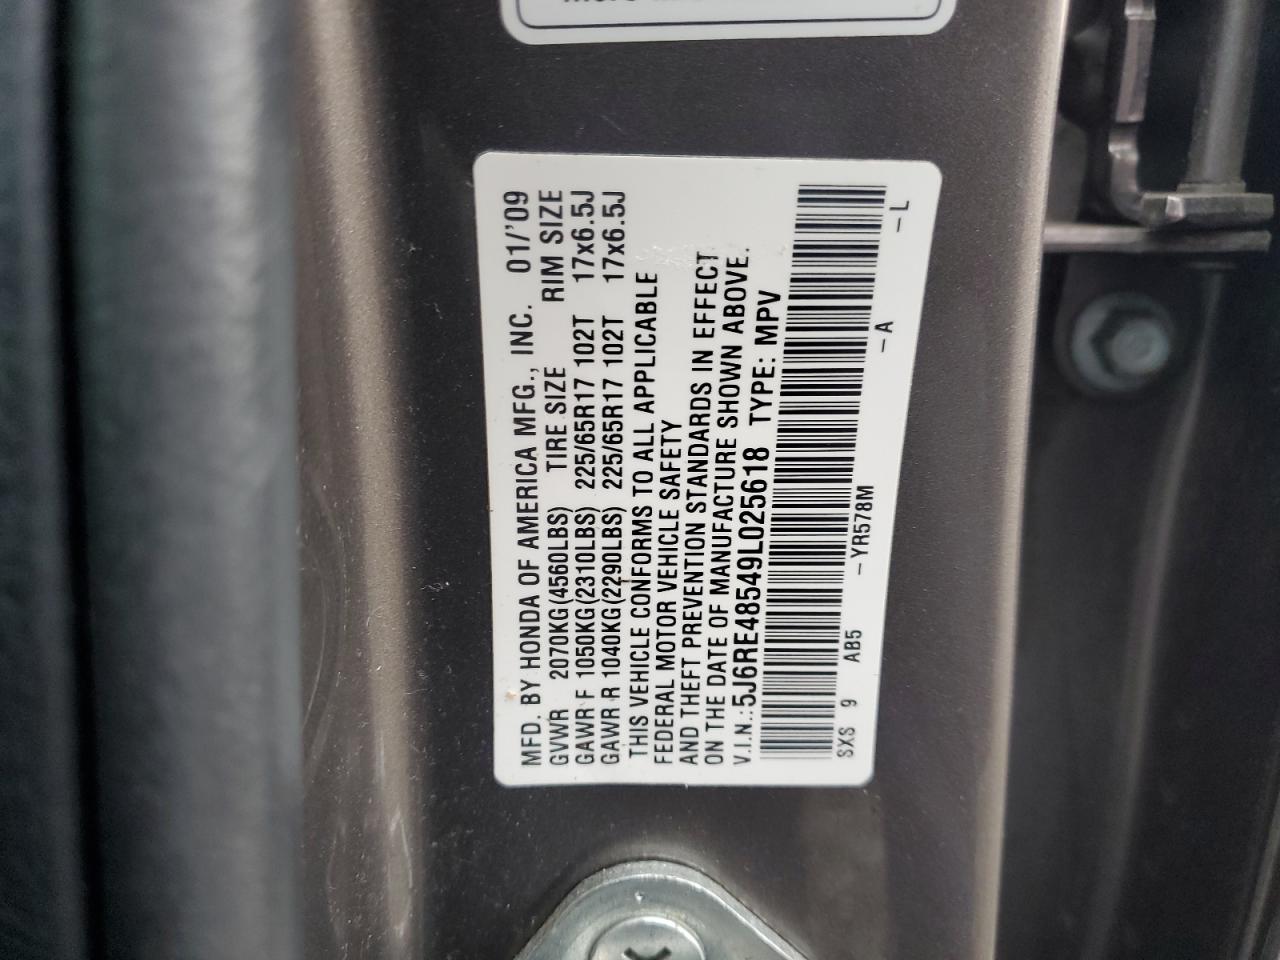 MFD. BY HONDA OF AMERICA MFG., INC. 01/'09
GVWR 2070KG(4560LBS) TIRE SIZE RIM SIZE
GAWR F 1050KG(2310LBS) 225/65R17 102T 17x6.5J
GAWR R 1040KG(2290LBS) 225/65R17 102T 17x6.5J
THIS VEHICLE CONFORMS TO ALL APPLICABLE
FEDERAL MOTOR VEHICLE SAFETY
AND THEFT PREVENTION STANDARDS IN EFFECT
ON THE DATE OF MANUFACTURE SHOWN ABOVE.
V.I.N.:5J6RE48549L025618 TYPE: MPV
SXS 9 AB5 -YR578M -A -L